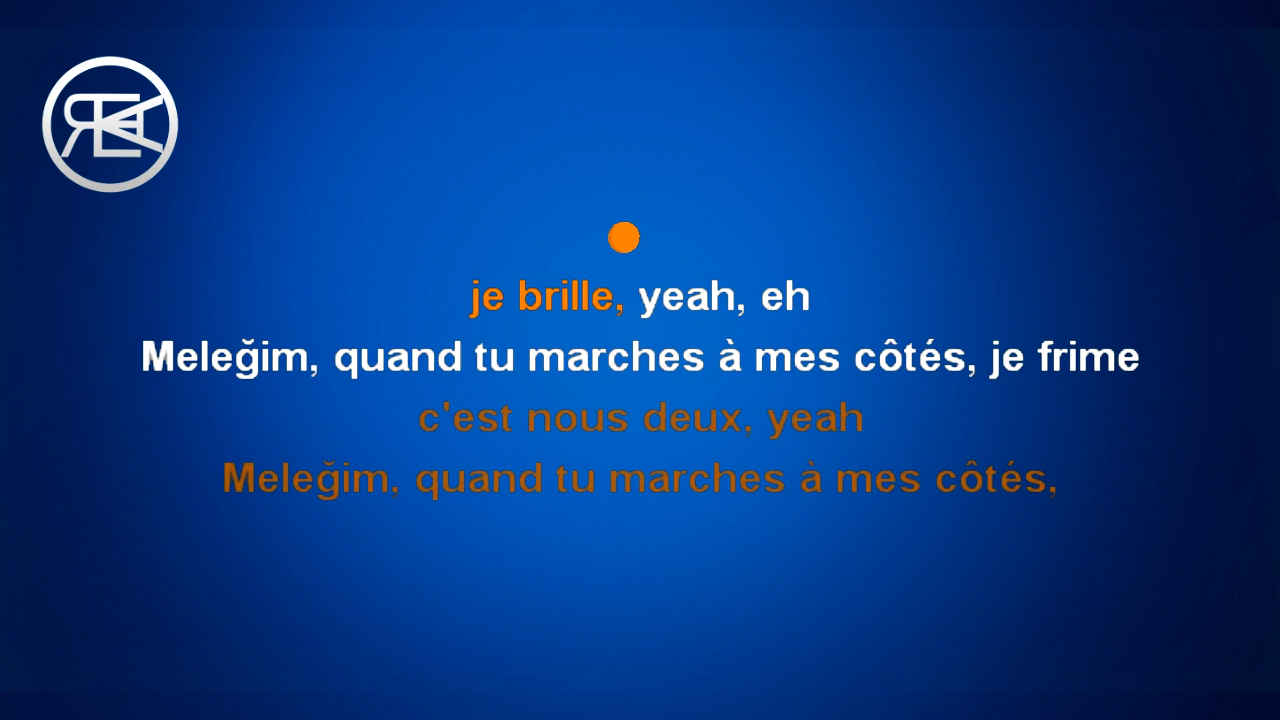 je brille, yeah, eh
Meleğim, quand tu marches à mes côtés, je frime
c'est nous deux, yeah
Meleğim, quand tu marches à mes côtés,